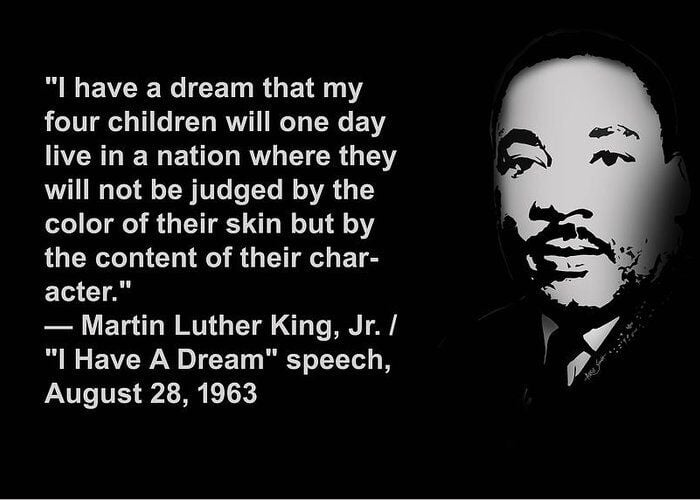 "I have a dream that my
four children will one day
live in a nation where they
will not be judged by the
color of their skin but by
the content of their char-
acter."
— Martin Luther King, Jr. /
"I Have A Dream" speech,
August 28, 1963